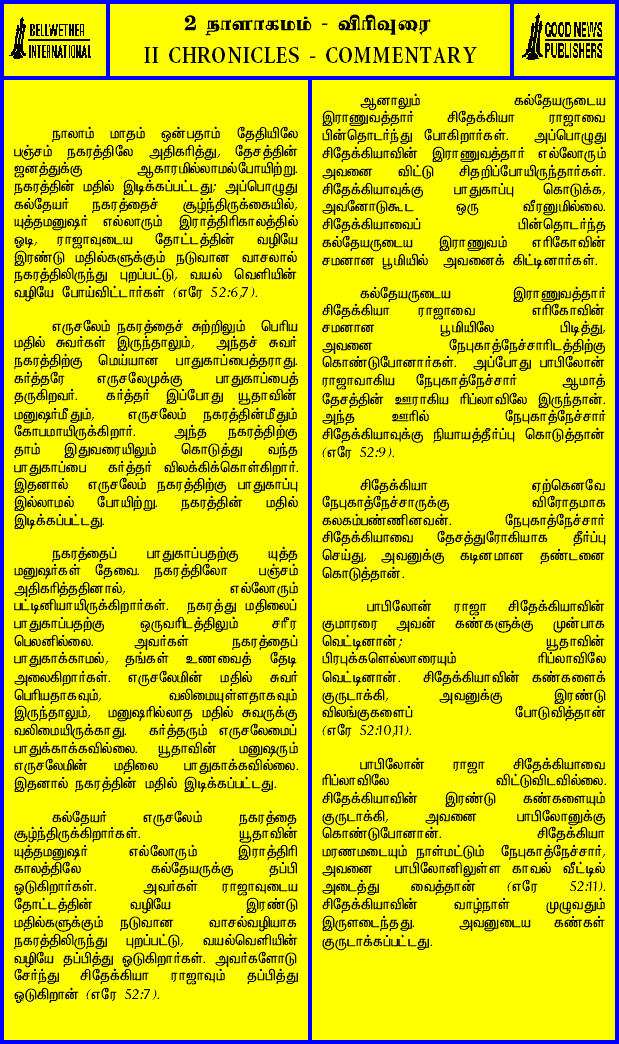 BELLWETHER
INTERNATIONAL
2 நாளாகமம் - விரிவுரை
II CHRONICLES - COMMENTARY
GOOD NEWS
PUBLISHERS
நாலாம் மாதம் ஒன்பதாம் தேதியிலே
பஞ்சம் நகரத்திலே அதிகரித்து, தேசத்தின்
ஜனத்துக்கு ஆகாரமில்லாமல்போயிற்று.
நகரத்தின் மதில் இடிக்கப்பட்டது; அப்பொழுது
கல்தேயர் நகரத்தைச் சூழ்ந்திருக்கையில்,
யுத்தமனுஷர் எல்லாரும் இராத்திரிகாலத்தில்
ஓடி, ராஜாவுடைய தோட்டத்தின் வழியே
இரண்டு மதில்களுக்கும் நடுவான வாசலால்
நகரத்திலிருந்து புறப்பட்டு, வயல் வெளியின்
வழியே போய்விட்டார்கள் (எரே 52:6,7).
எருசலேம் நகரத்தைச் சுற்றிலும் பெரிய
மதில் சுவர்கள் இருந்தாலும், அந்தச் சுவர்
நகரத்திற்கு மெய்யான பாதுகாப்பைத்தராது.
கர்த்தரே எருசலேமுக்கு பாதுகாப்பைத்
தருகிறவர். கர்த்தர் இப்போது யூதாவின்
மனுஷர்மீதும், எருசலேம் நகரத்தின்மீதும்
கோபமாயிருக்கிறார். அந்த நகரத்திற்கு
தாம் இதுவரையிலும் கொடுத்து வந்த
பாதுகாப்பை கர்த்தர் விலக்கிக்கொள்கிறார்.
இதனால் எருசலேம் நகரத்திற்கு பாதுகாப்பு
இல்லாமல் போயிற்று. நகரத்தின் மதில்
இடிக்கப்பட்டது.
நகரத்தைப் பாதுகாப்பதற்கு யுத்த
மனுஷர்கள் தேவை. நகரத்திலோ பஞ்சம்
அதிகரித்ததினால், எல்லோரும்
பட்டினியாயிருக்கிறார்கள். நகரத்து மதிலைப்
பாதுகாப்பதற்கு ஒருவரிடத்திலும் சரீர
பெலனில்லை. அவர்கள் நகரத்தைப்
பாதுகாக்காமல், தங்கள் உணவைத் தேடி
அலைகிறார்கள். எருசலேமின் மதில் சுவர்
பெரியதாகவும், வலிமையுள்ளதாகவும்
இருந்தாலும், மனுஷரில்லாத மதில் சுவருக்கு
வலிமையிருக்காது. கர்த்தரும் எருசலேமைப்
பாதுக்காக்கவில்லை. யூதாவின் மனுஷரும்
எருசலேமின் மதிலை பாதுகாக்கவில்லை.
இதனால் நகரத்தின் மதில் இடிக்கப்பட்டது.
கல்தேயர் எருசலேம் நகரத்தை
சூழ்ந்திருக்கிறார்கள். யூதாவின்
யுத்தமனுஷர் எல்லோரும் இராத்திரி
காலத்திலே கல்தேயருக்கு தப்பி
ஓடுகிறார்கள். அவர்கள் ராஜாவுடைய
தோட்டத்தின் வழியே இரண்டு
மதில்களுக்கும் நடுவான வாசல்வழியாக
நகரத்திலிருந்து புறப்பட்டு, வயல்வெளியின்
வழியே தப்பித்து ஓடுகிறார்கள். அவர்களோடு
சேர்ந்து சிதேக்கியா ராஜாவும் தப்பித்து
ஓடுகிறான் (எரே 52:7).
ஆனாலும் கல்தேயருடைய
இராணுவத்தார் சிதேக்கியா ராஜாவை
பின்தொடர்ந்து போகிறார்கள். அப்பொழுது
சிதேக்கியாவின் இராணுவத்தார் எல்லோரும்
அவனை விட்டு சிதறிப்போயிருந்தார்கள்.
சிதேக்கியாவுக்கு பாதுகாப்பு கொடுக்க,
அவனோடுகூட ஒரு வீரனுமில்லை.
சிதேக்கியாவைப் பின்தொடர்ந்த
கல்தேயருடைய இராணுவம் எரிகோவின்
சமனான பூமியில் அவனைக் கிட்டினார்கள்.
கல்தேயருடைய இராணுவத்தார்
சிதேக்கியா ராஜாவை எரிகோவின்
சமனான பூமியிலே பிடித்து,
அவனை நேபுகாத்நேச்சாரிடத்திற்கு
கொண்டுபோனார்கள். அப்போது பாபிலோன்
ராஜாவாகிய நேபுகாத்நேச்சார் ஆமாத்
தேசத்தின் ஊராகிய ரிப்லாவிலே இருந்தான்.
அந்த ஊரில் நேபுகாத்நேச்சார்
சிதேக்கியாவுக்கு நியாயத்தீர்ப்பு கொடுத்தான்
(எரே 52:9).
சிதேக்கியா ஏற்கெனவே
நேபுகாத்நேச்சாருக்கு விரோதமாக
கலகம்பண்ணினவன். நேபுகாத்நேச்சார்
சிதேக்கியாவை தேசத்துரோகியாக தீர்ப்பு
செய்து, அவனுக்கு கடினமான தண்டனை
கொடுத்தான்.
பாபிலோன் ராஜா சிதேக்கியாவின்
குமாரரை அவன் கண்களுக்கு முன்பாக
வெட்டினான்; யூதாவின்
பிரபுக்களெல்லாரையும் ரிப்லாவிலே
வெட்டினான். சிதேக்கியாவின் கண்களைக்
குருடாக்கி, அவனுக்கு இரண்டு
விலங்குகளைப் போடுவித்தான்
(எரே 52:10,11).
பாபிலோன் ராஜா சிதேக்கியாவை
ரிப்லாவிலே விட்டுவிடவில்லை.
சிதேக்கியாவின் இரண்டு கண்களையும்
குருடாக்கி, அவனை பாபிலோனுக்கு
கொண்டுபோனான். சிதேக்கியா
மரணமடையும் நாள்மட்டும் நேபுகாத்நேச்சார்,
அவனை பாபிலோனிலுள்ள காவல் வீட்டில்
அடைத்து வைத்தான் (எரே 52:11).
சிதேக்கியாவின் வாழ்நாள் முழுவதும்
இருளடைந்தது. அவனுடைய கண்கள்
குருடாக்கப்பட்டது.